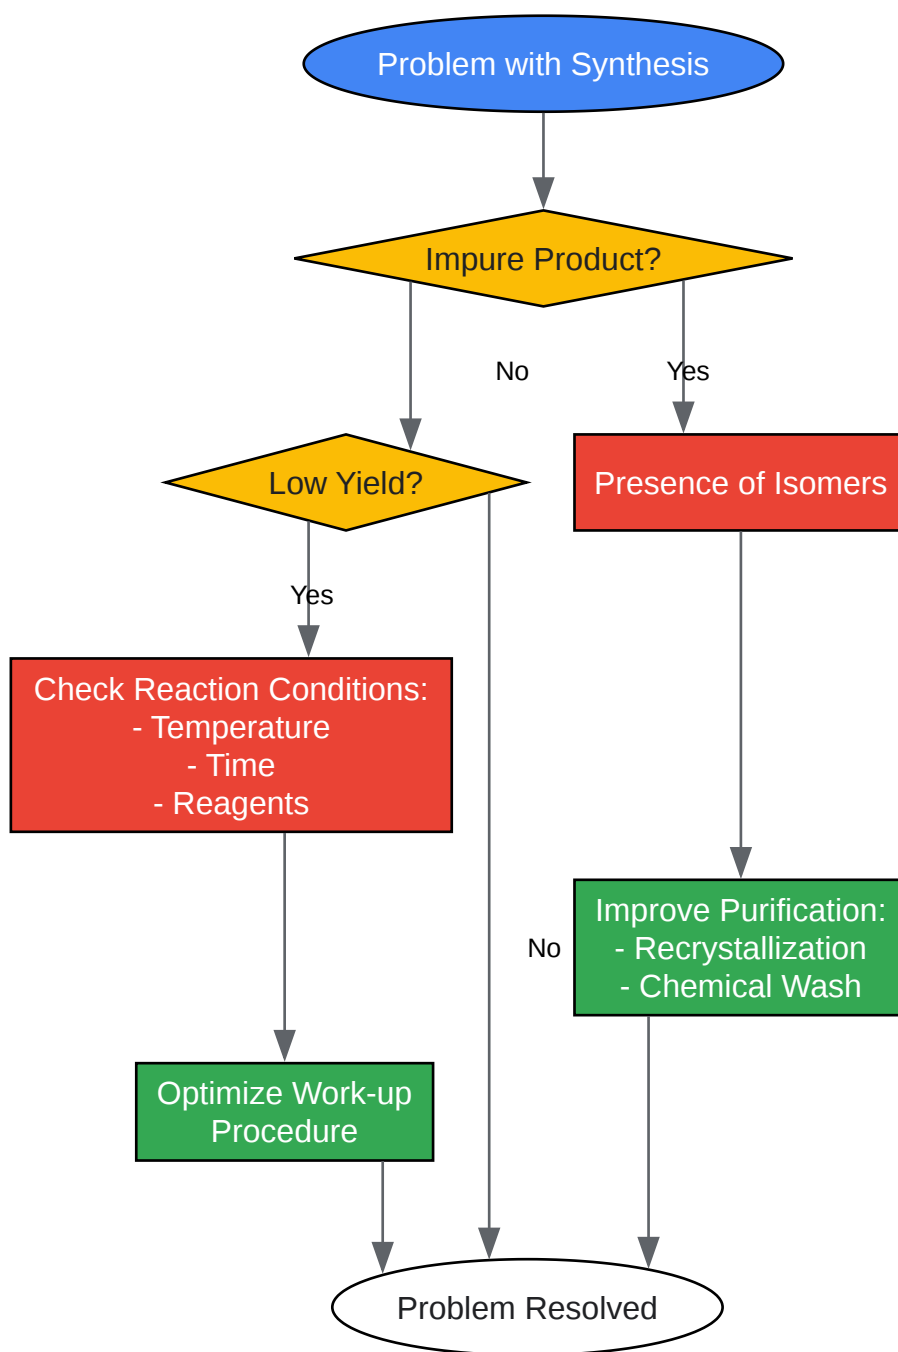 Problem with Synthesis
Impure Product?
No
Yes
Low Yield?
Presence of Isomers
Yes
Check Reaction Conditions:
- Temperature
- Time
- Reagents
Improve Purification:
- Recrystallization
- Chemical Wash
No
Optimize Work-up
Procedure
Problem Resolved